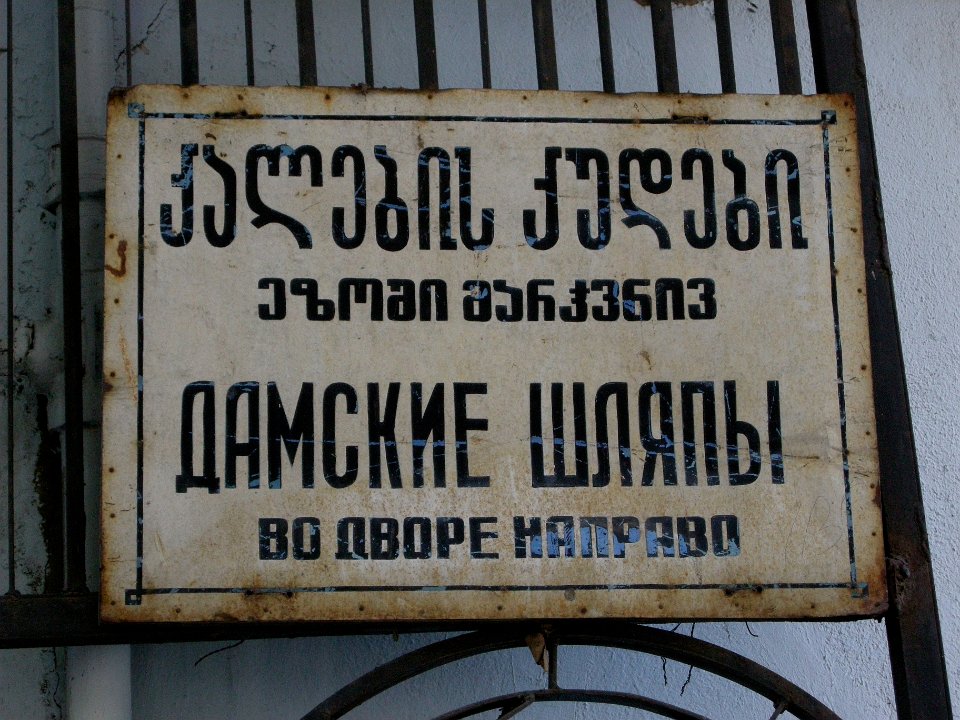 ქალების ქუდები
ეზოში მარჯვნივ
ДАМСКИЕ ШЛЯПЫ
ВО ДВОРЕ НАПРАВО